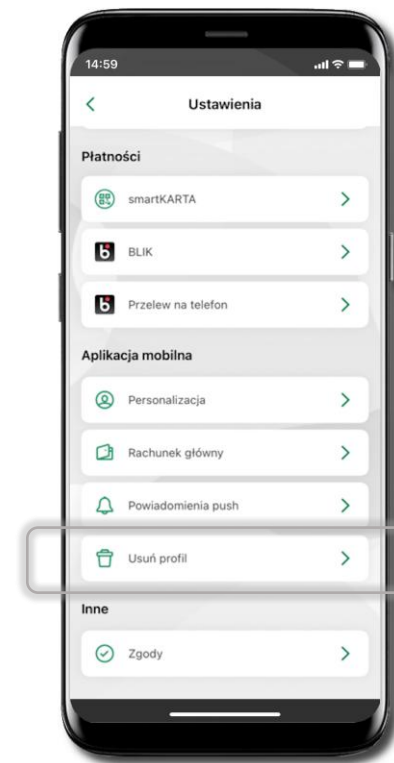 14:59
Ustawienia
Płatności
smartKARTA
BLIK
Przelew na telefon
Aplikacja mobilna
Personalizacja
Rachunek główny
Powiadomienia push
Usuń profil
Inne
Zgody